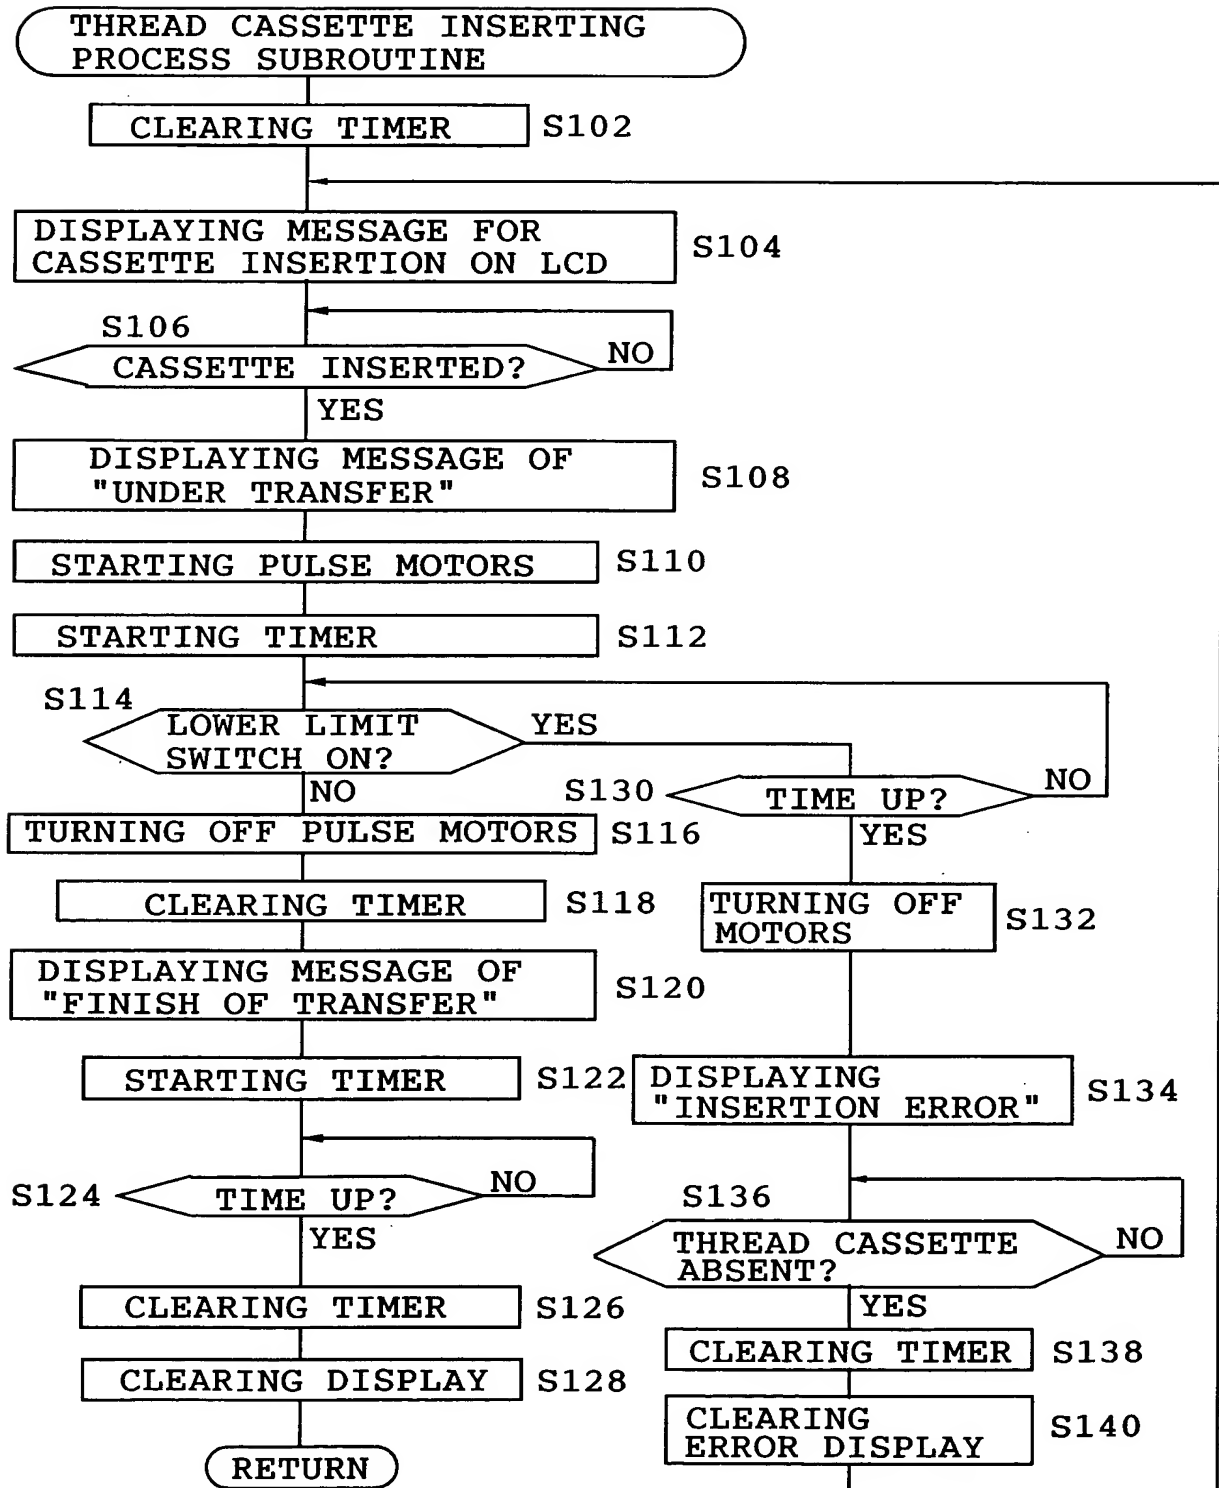 THREAD CASSETTE INSERTING
PROCESS SUBROUTINE
CLEARING TIMER S102
DISPLAYING MESSAGE FOR
CASSETTE INSERTION ON LCD
S104
S106
CASSETTE INSERTED? NO
YES
DISPLAYING MESSAGE OF
"UNDER TRANSFER"
S108
STARTING PULSE MOTORS S110
STARTING TIMER S112
S114
LOWER LIMIT
SWITCH ON?
YES
NO
S130
TIME UP?
NO
YES
TURNING OFF PULSE MOTORS S116
CLEARING TIMER S118
TURNING OFF
MOTORS
S132
DISPLAYING MESSAGE OF
"FINISH OF TRANSFER"
S120
STARTING TIMER S122
DISPLAYING
"INSERTION ERROR"
S134
S124 TIME UP? NO
YES
S136
THREAD CASSETTE
ABSENT?
NO
YES
CLEARING TIMER S126
CLEARING TIMER S138
CLEARING DISPLAY S128
CLEARING
ERROR DISPLAY
S140
RETURN